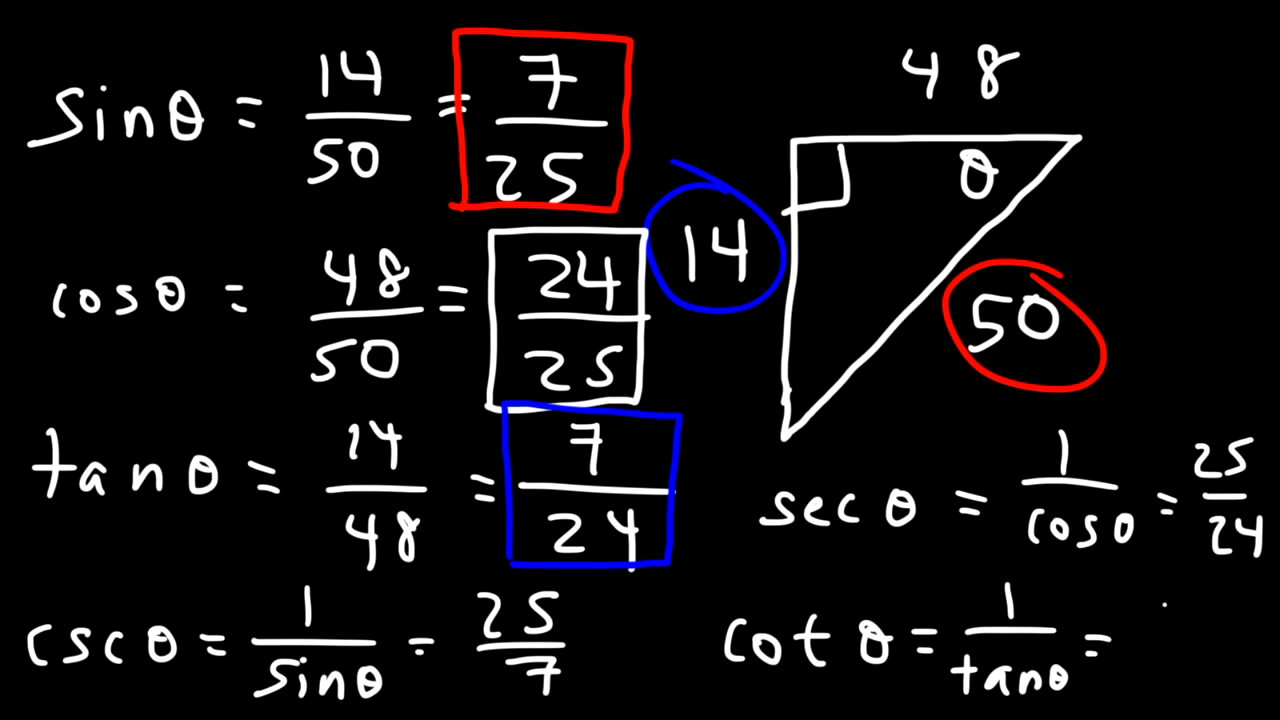 sinθ = 14/50 = 7/25
48
θ
14
50
cosθ = 48/50 = 24/25
tanθ = 14/48 = 7/24
secθ = 1/cosθ = 25/24
cscθ = 1/sinθ = 25/7
cotθ = 1/tanθ =